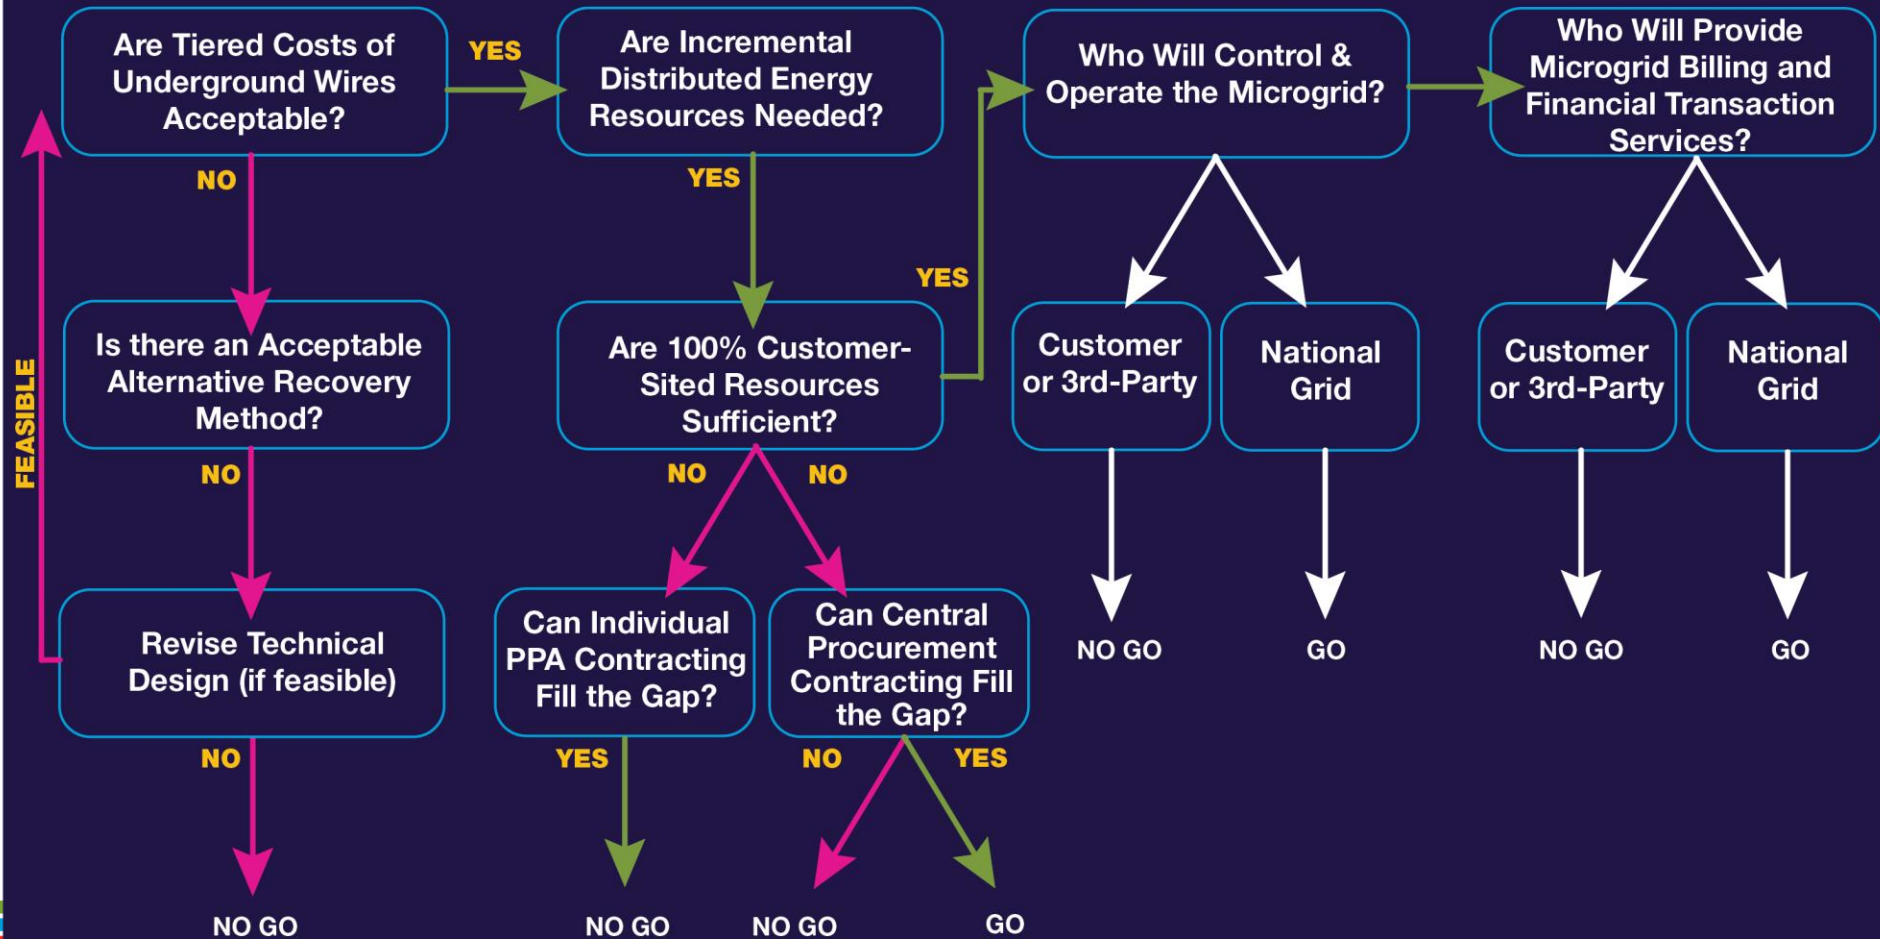 Are Tiered Costs of
Underground Wires
Acceptable?
YES
Are Incremental
Distributed Energy
Resources Needed?
Who Will Control &
Operate the Microgrid?
Who Will Provide
Microgrid Billing and
Financial Transaction
Services?
NO
YES
YES
FEASIBLE
Is there an Acceptable
Alternative Recovery
Method?
Are 100% Customer-
Sited Resources
Sufficient?
Customer
or 3rd-Party
National
Grid
Customer
or 3rd-Party
National
Grid
NO
NO
NO
Revise Technical
Design (if feasible)
Can Individual
PPA Contracting
Fill the Gap?
Can Central
Procurement
Contracting Fill
the Gap?
NO GO
GO
NO GO
GO
NO
YES
NO
YES
NO GO
NO GO
NO GO
GO